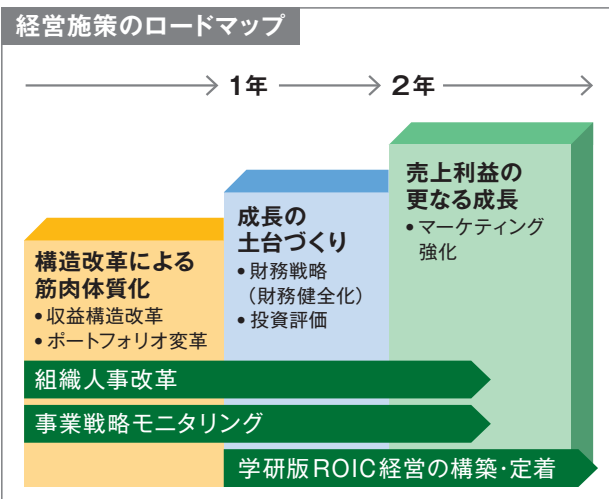 経営施策のロードマップ
1年
2年
構造改革による
筋肉体質化
•収益構造改革
•ポートフォリオ変革
成長の
土台づくり
•財務戦略
（財務健全化）
•投資評価
売上利益の
更なる成長
•マーケティング
強化
組織人事改革
事業戦略モニタリング
学研版ROIC経営の構築・定着